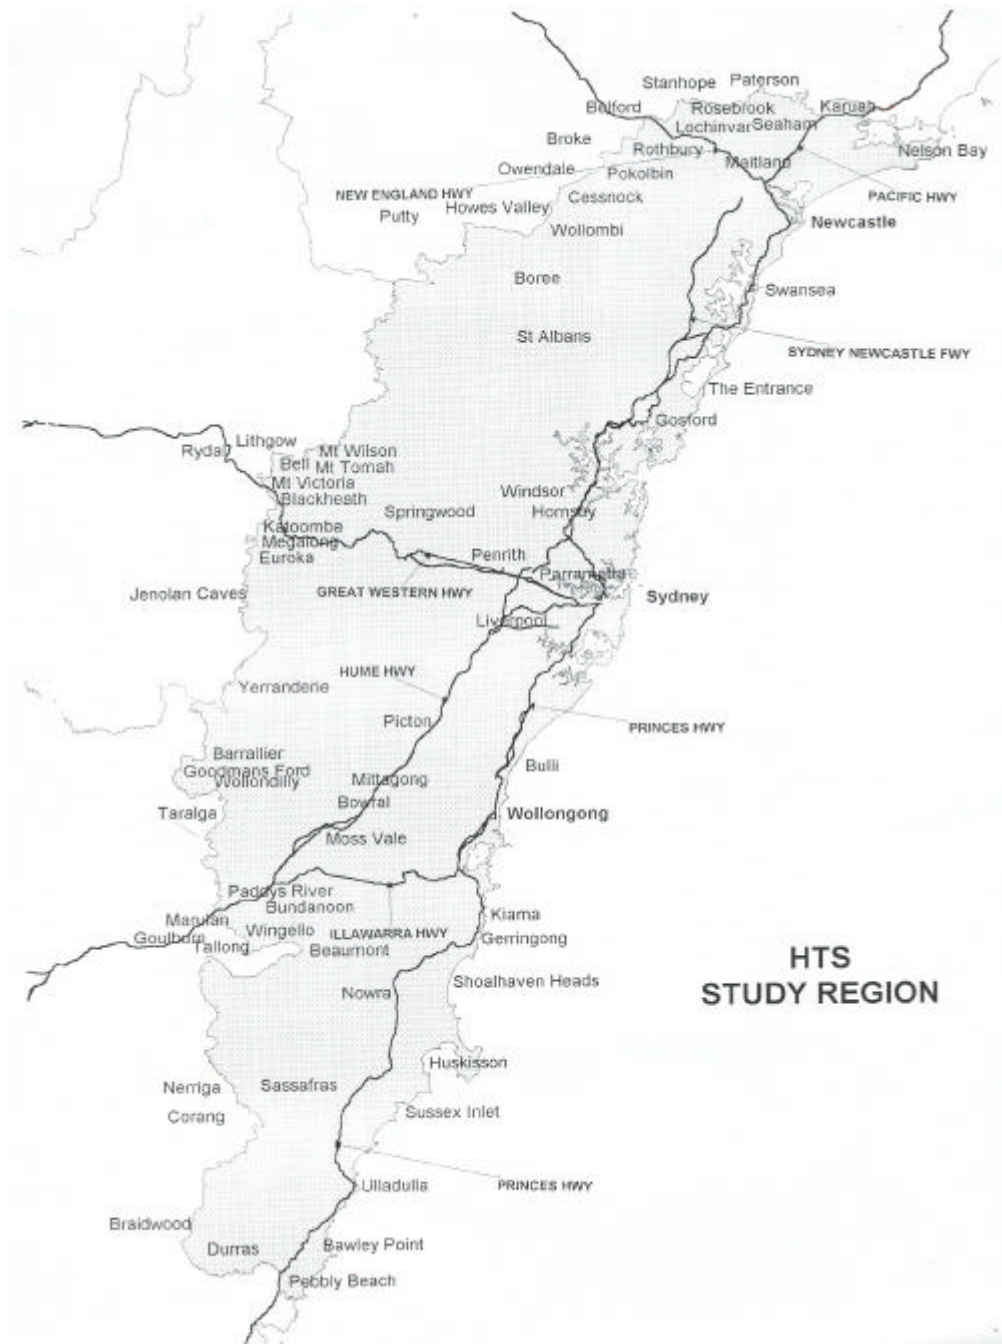 Stanhope
Paterson
Belford
Rosebrook
Karuah
Lochinvar
Seaham
Broke
Rothbury
Nelson Bay
Maitland
Owendale
Pokolbin
NEW ENGLAND HWY
Cessnock
PACIFIC HWY
Howes Valley
Putty
Newcastle
Wollombi
Boree
Swansea
St Albans
SYDNEY NEWCASTLE FWY
The Entrance
Gosford
Lithgow
Rydal
Mt Wilson
Bell
Mt Tomah
Mt Victoria
Blackheath
Windsor
Springwood
Hornsby
Katoomba
Megalong
Euroka
Penrith
Parramatta
GREAT WESTERN HWY
Jenolan Caves
Sydney
Liverpool
HUME HWY
Yerranderie
Picton
PRINCES HWY
Barrallier
Goodmans Ford
Wollondilly
Bulli
Mittagong
Bowral
Taralga
Wollongong
Moss Vale
Paddys River
Bundanoon
Kiama
Marulan
Wingello
ILLAWARRA HWY
Goulburn
Tallong
Gerringong
Beaumont
HTS
STUDY REGION
Shoalhaven Heads
Nowra
Huskisson
Nerriga
Sassafras
Corang
Sussex Inlet
Ulladulla
PRINCES HWY
Braidwood
Durras
Bawley Point
Pebbly Beach